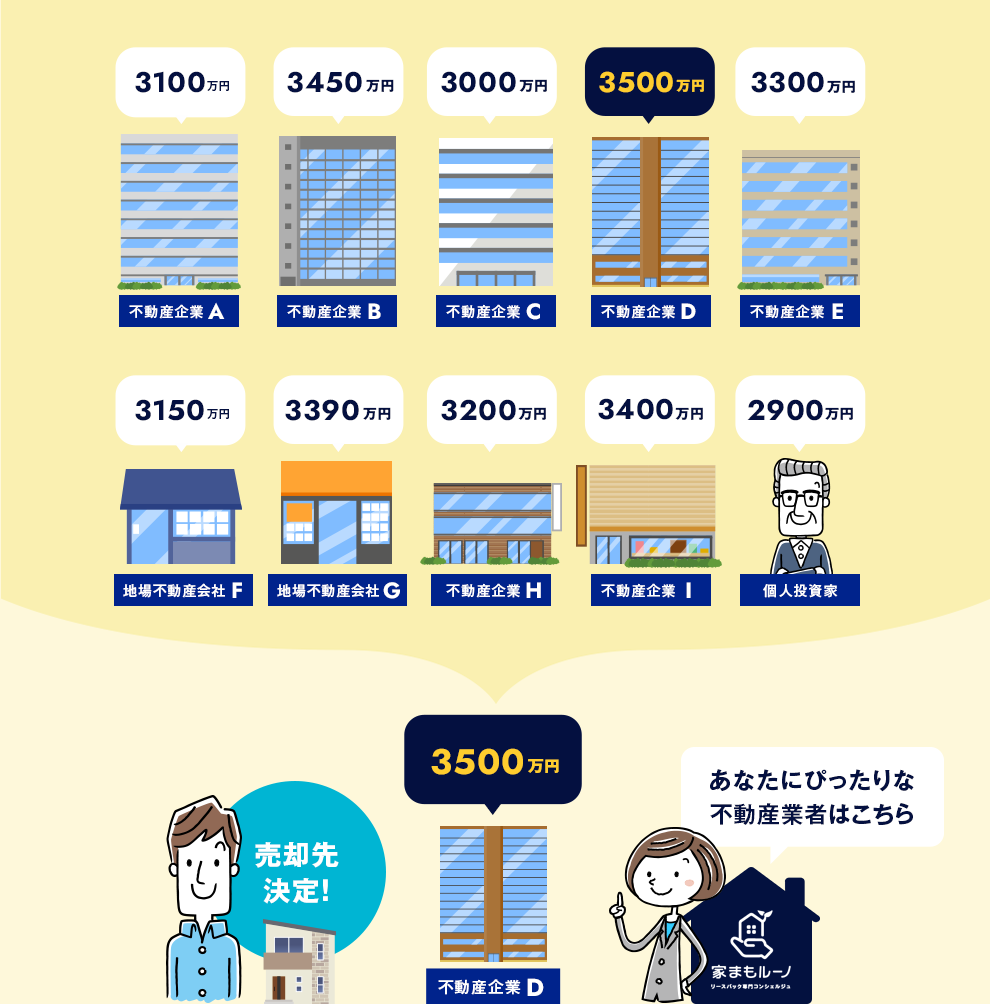 3100万円
3450万円
3000万円
3500万円
3300万円
不動産企業 A
不動産企業 B
不動産企業 C
不動産企業 D
不動産企業 E
3150万円
3390万円
3200万円
3400万円
2900万円
地場不動産会社 F
地場不動産会社 G
不動産企業 H
不動産企業 I
個人投資家
3500万円
あなたにぴったりな
不動産業者はこちら
売却先
決定!
家まもルーノ
リースバック専門コンシェルジュ
不動産企業 D